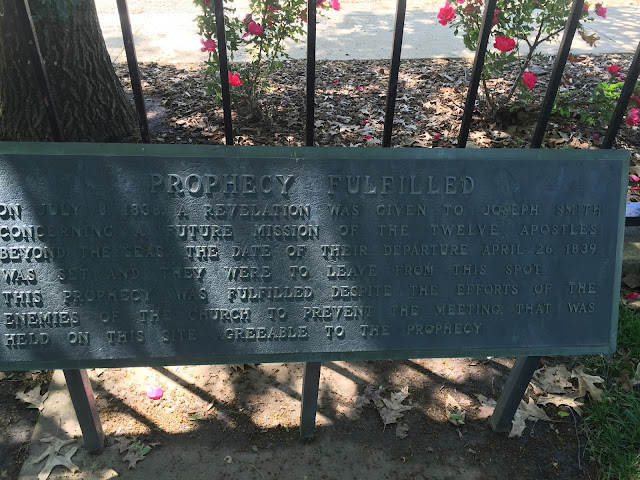 PROPHECY FULFILLED
ON JULY 8 1838, A REVELATION WAS GIVEN TO JOSEPH SMITH
CONCERNING A FUTURE MISSION OF THE TWELVE APOSTLES
BEYOND THE SEAS. THE DATE OF THEIR DEPARTURE APRIL 26 1839
WAS SET AND THEY WERE TO LEAVE FROM THIS SPOT
THIS PROPHECY WAS FULFILLED DESPITE THE EFFORTS OF THE
ENEMIES OF THE CHURCH TO PREVENT THE MEETING, THAT WAS
HELD ON THIS SITE AGREEABLE TO THE PROPHECY